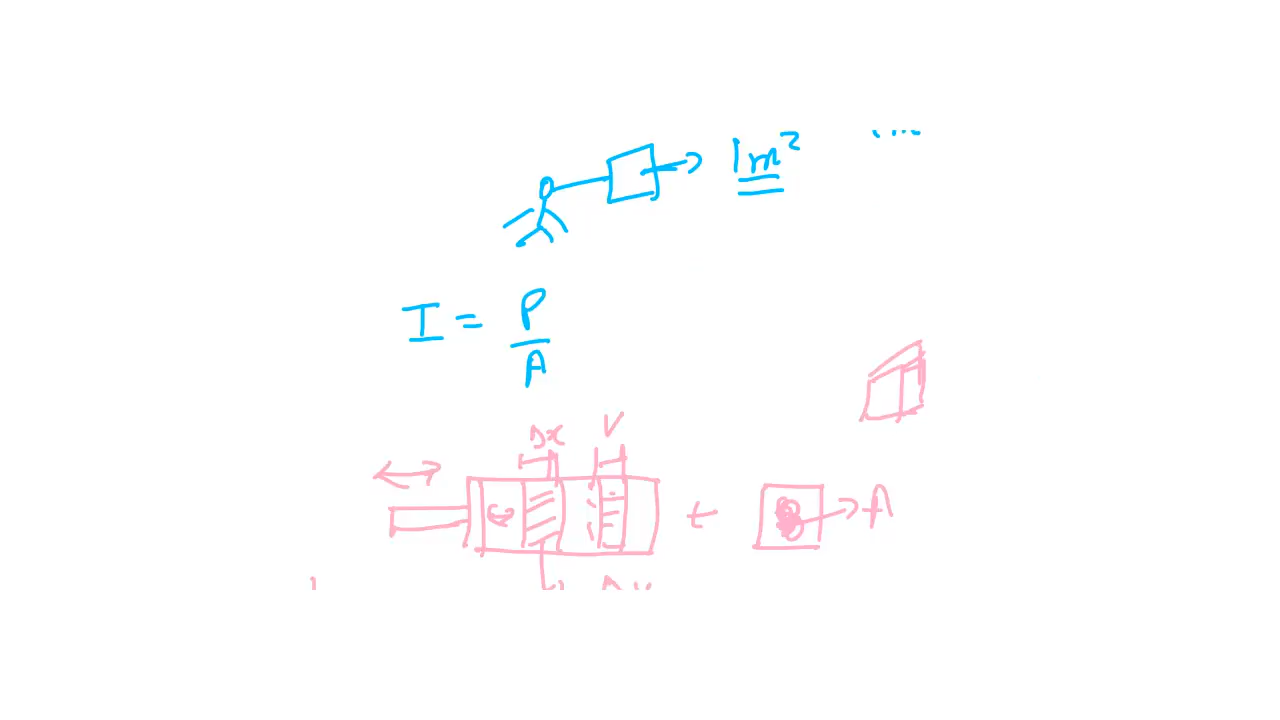 1m²
I = P/A
Δx V
A